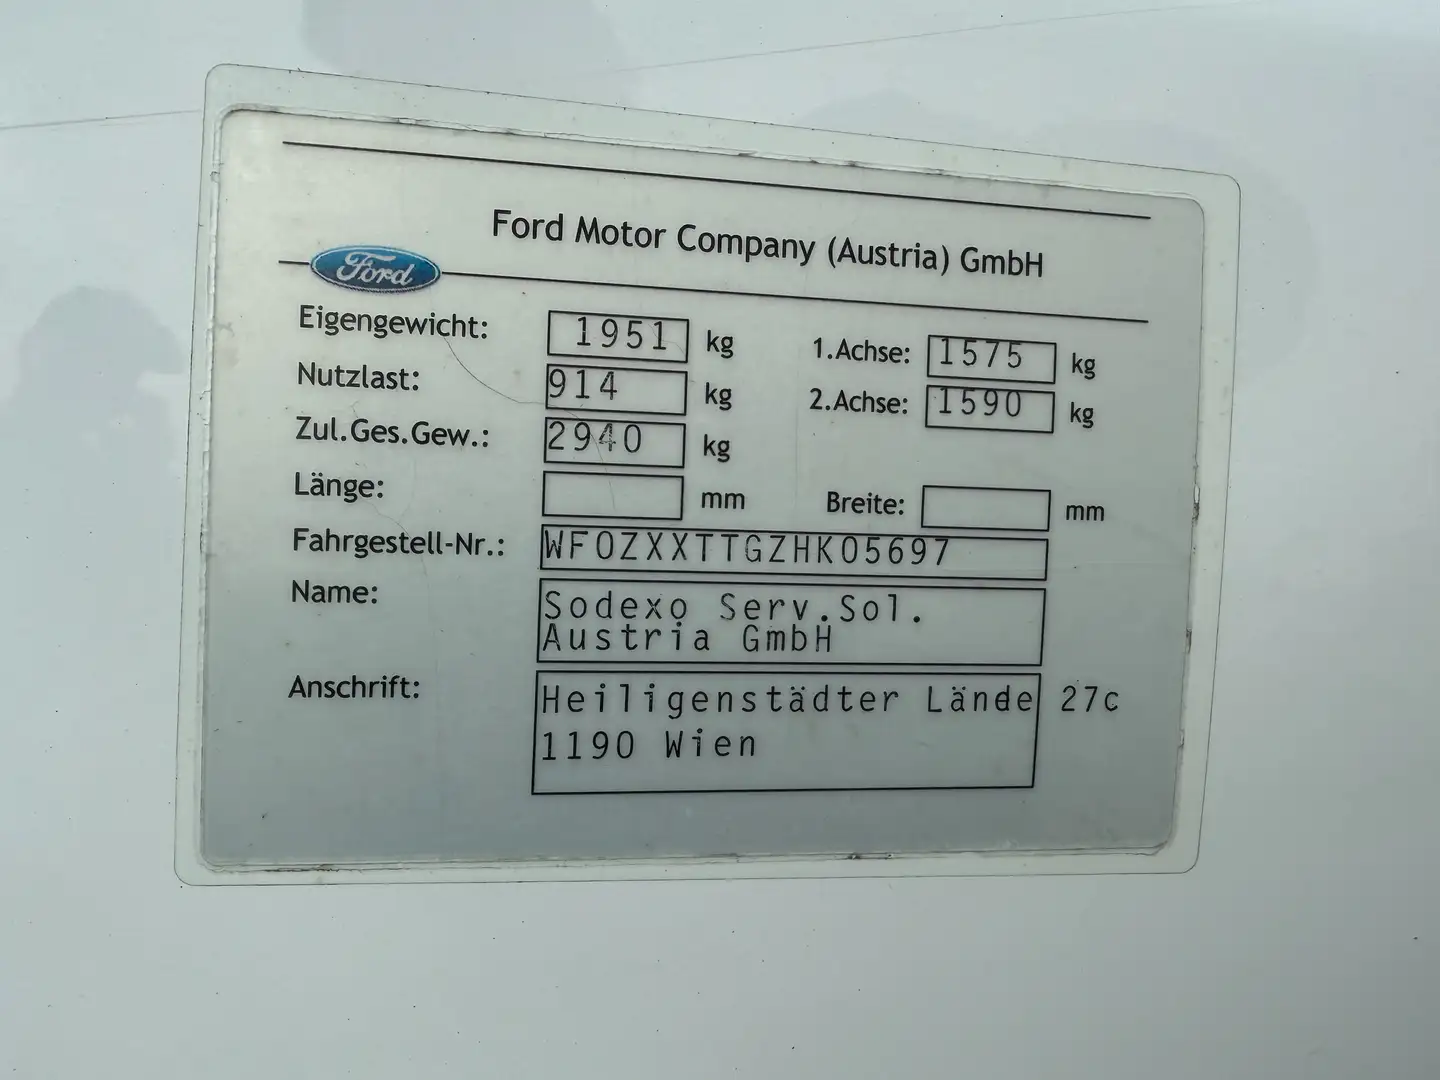 Ford Motor Company (Austria) GmbH
Ford
Eigengewicht: 1951 kg 1.Achse: 1575 kg
Nutzlast: 914 kg 2.Achse: 1590 kg
Zul.Ges.Gew.: 2940 kg
Länge: mm Breite: mm
Fahrgestell-Nr.: WF0ZXXTTGZHK05697
Name: Sodexo Serv.Sol.
Austria GmbH
Anschrift: Heiligenstädter Lände 27c
1190 Wien